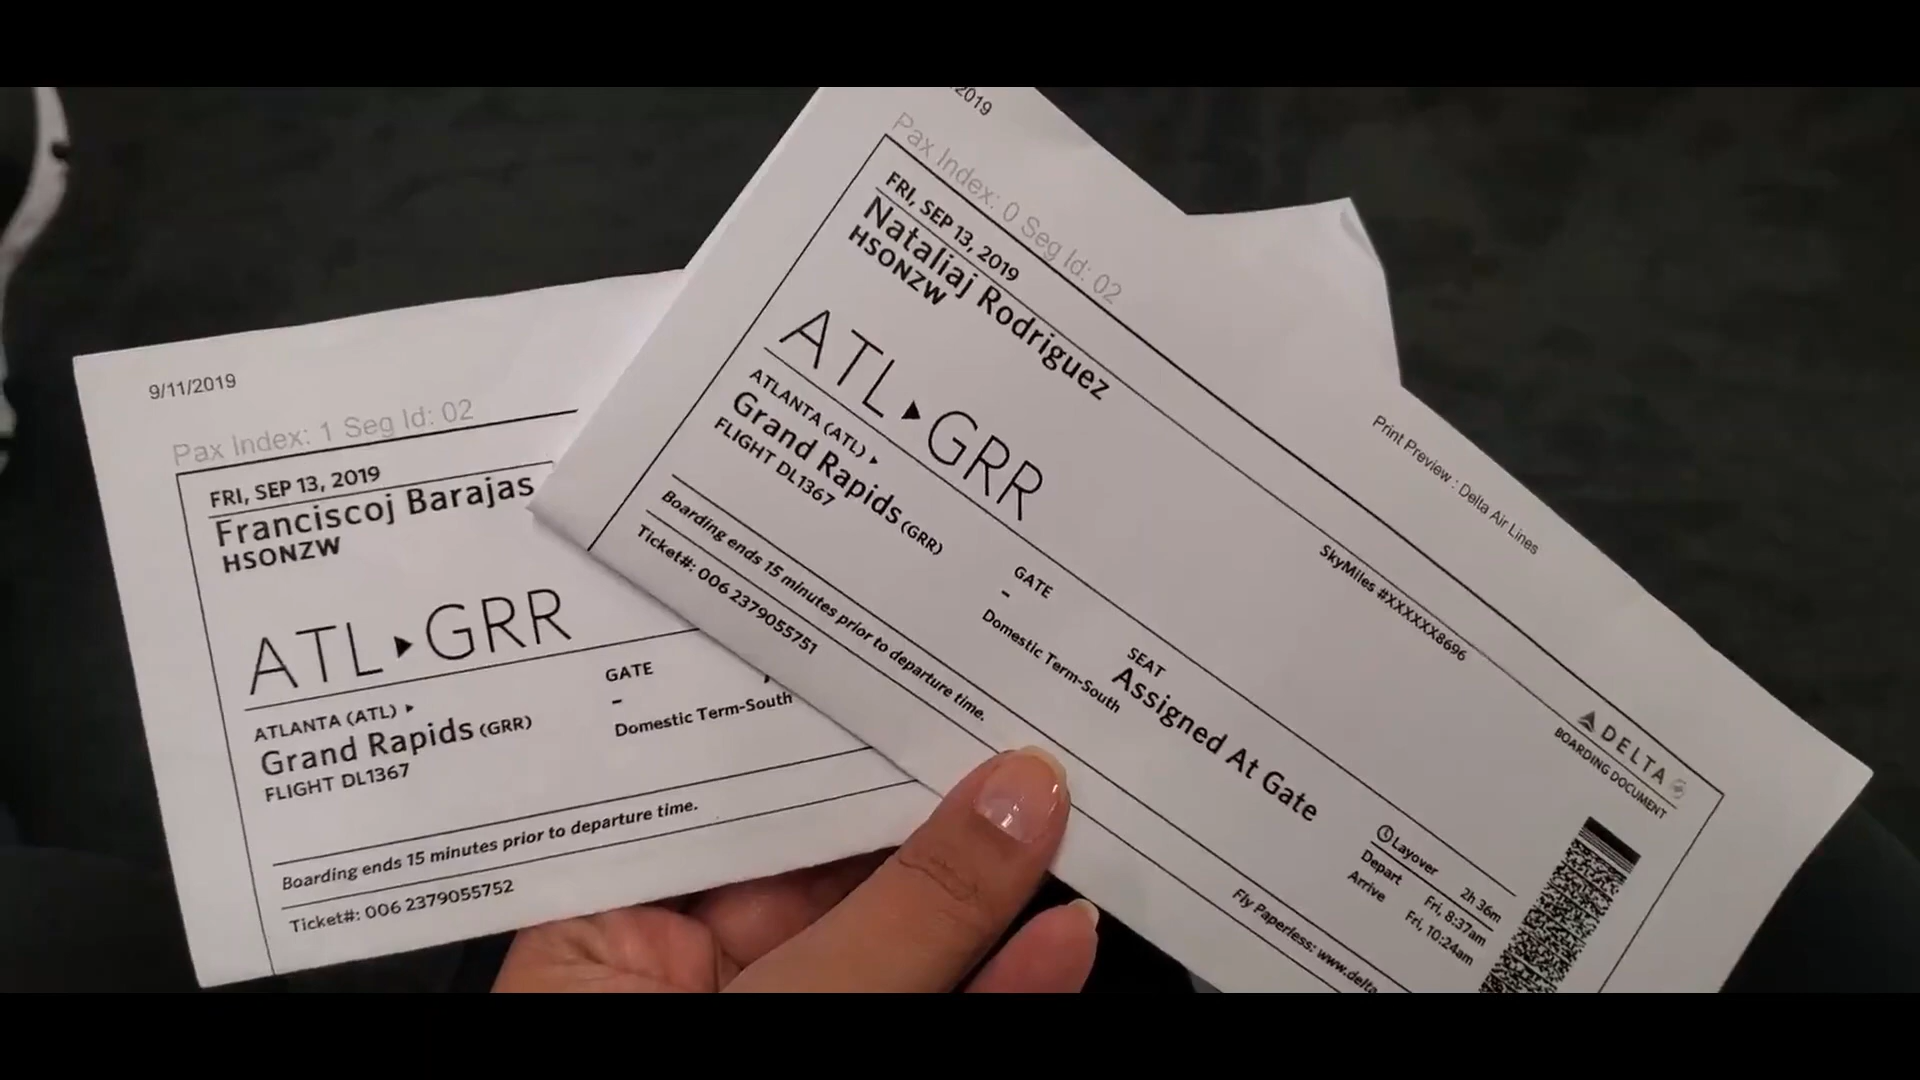 9/11/2019
Pax Index: 1 Seg Id: 02
FRI, SEP 13, 2019
Franciscoj Barajas
HSONZW
ATL ▸ GRR
ATLANTA (ATL) ▸
Grand Rapids (GRR)
FLIGHT DL1367
GATE
-
Domestic Term-South
Boarding ends 15 minutes prior to departure time.
Ticket#: 006 2379055752
2019
Print Preview : Delta Air Lines
Pax Index: 0 Seg Id: 02
FRI, SEP 13, 2019
Nataliaj Rodriguez
HSONZW
SkyMiles #XXXXXX8696
DELTA
BOARDING DOCUMENT
ATL ▸ GRR
ATLANTA (ATL) ▸
Grand Rapids (GRR)
FLIGHT DL1367
GATE
-
Domestic Term-South
SEAT
Assigned At Gate
Layover 2h 36m
Depart Fri, 8:37am
Arrive Fri, 10:24am
Boarding ends 15 minutes prior to departure time.
Ticket#: 006 2379055751
Fly Paperless: www.delta